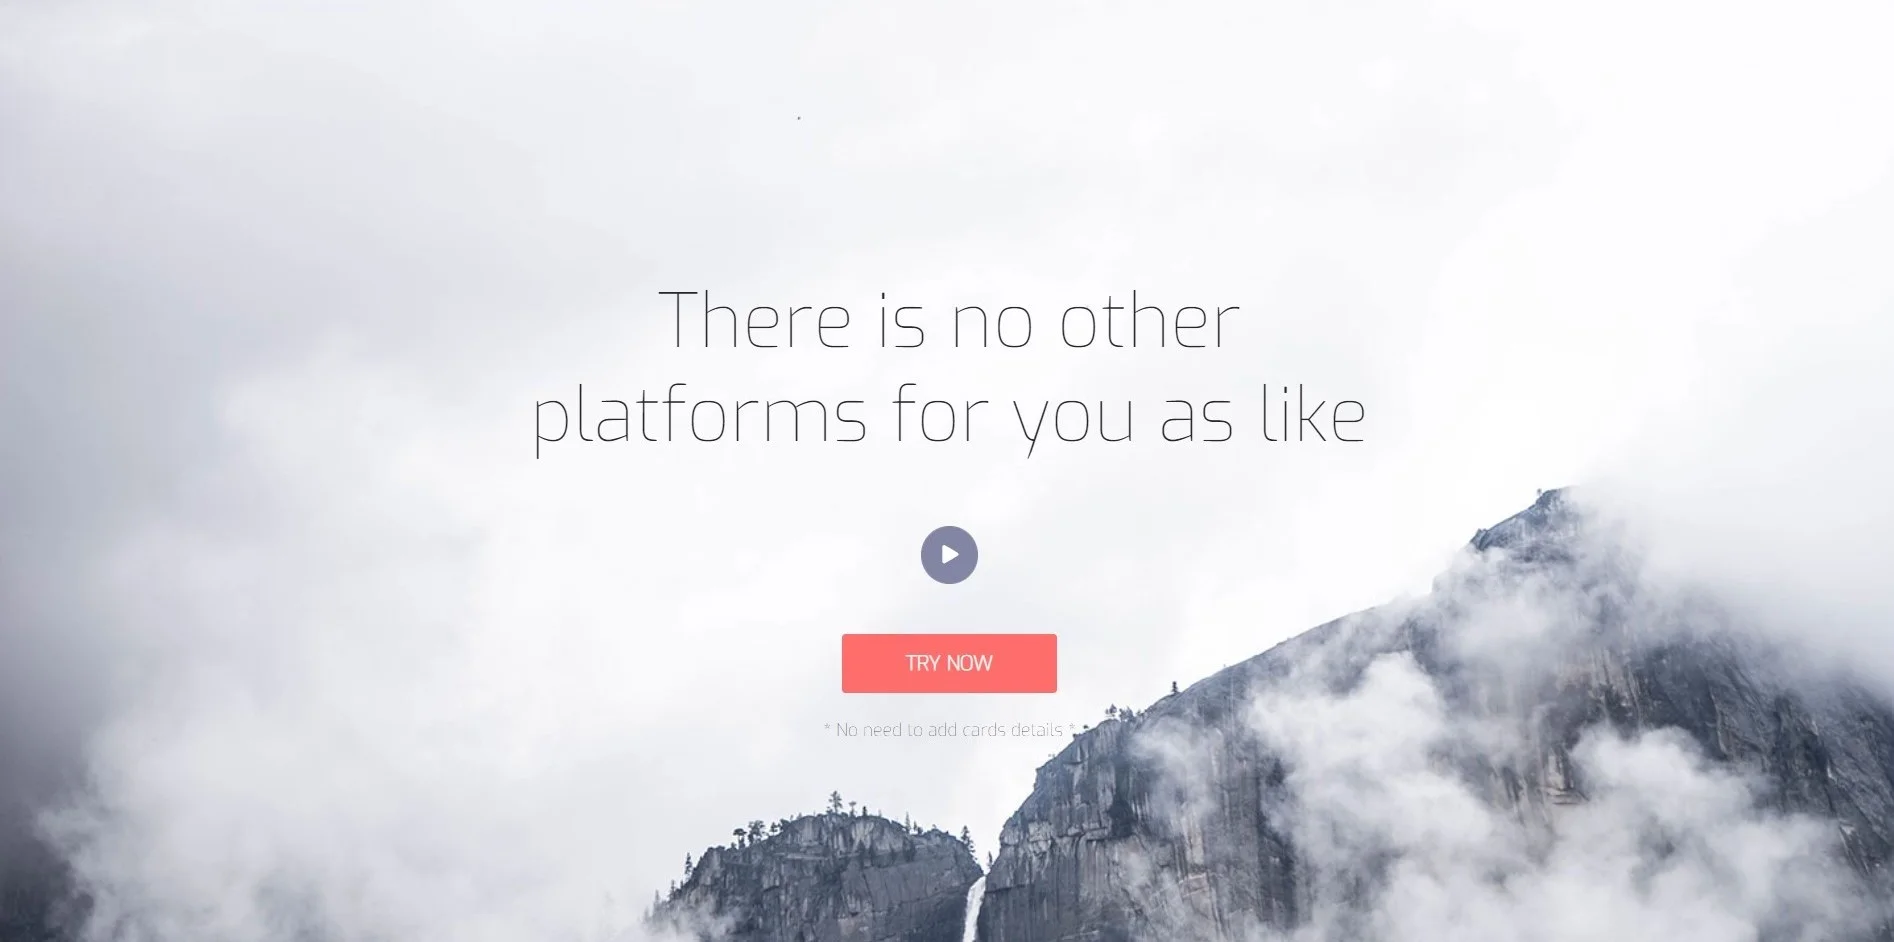 There is no other
platforms for you as like
TRY NOW
* No need to add cards details *